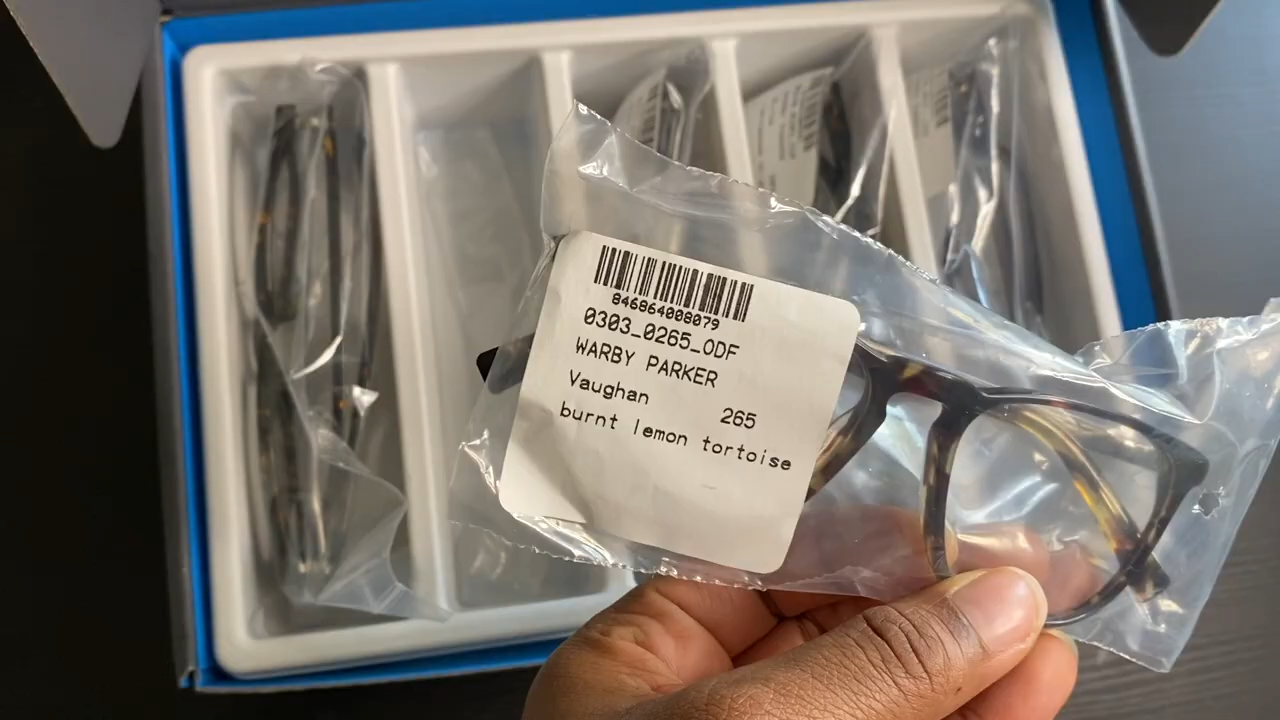 846864008079
0303_0265_ODF
WARBY PARKER
Vaughan 265
burnt lemon tortoise